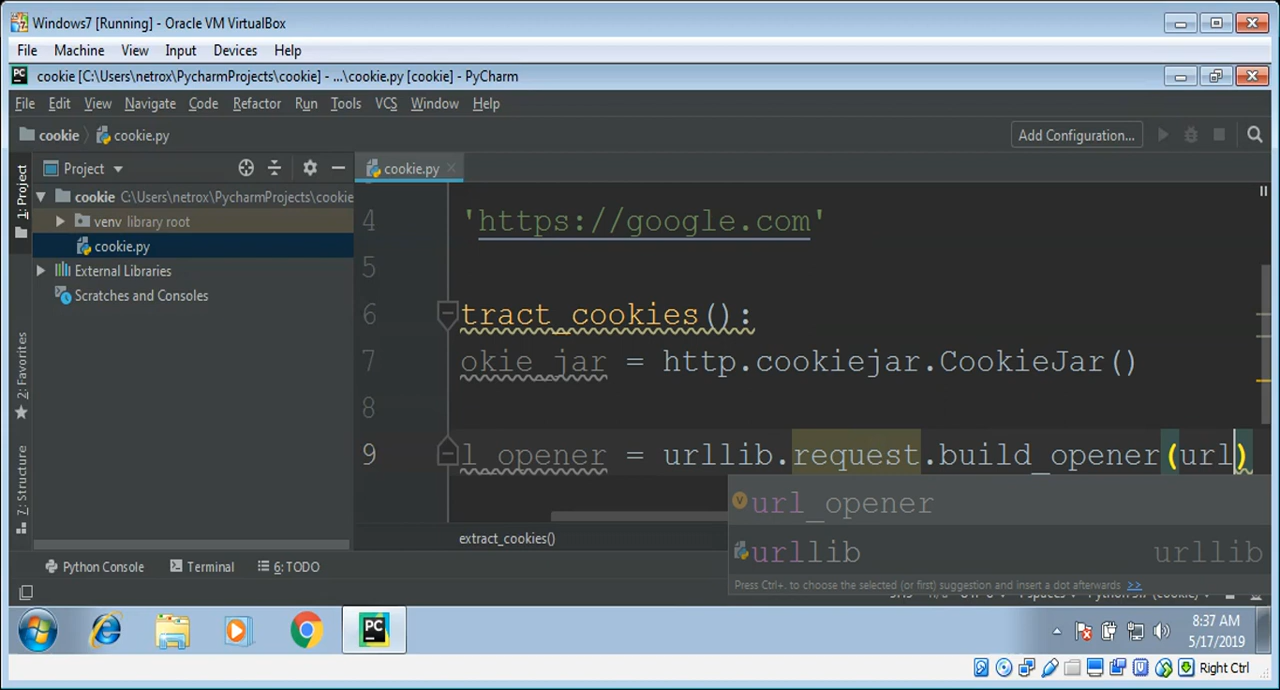 Windows7 [Running] - Oracle VM VirtualBox
File Machine View Input Devices Help
PC cookie [C:\Users\netrox\PycharmProjects\cookie] - ...\cookie.py [cookie] - PyCharm
File Edit View Navigate Code Refactor Run Tools VCS Window Help
cookie cookie.py Add Configuration...
1: Project
Project
cookie.py
cookie C:\Users\netrox\PycharmProjects\cookie
venv library root
cookie.py
External Libraries
Scratches and Consoles
2: Favorites
7: Structure
4 'https://google.com'
5
6 tract_cookies():
7 okie_jar = http.cookiejar.CookieJar()
8
9 l_opener = urllib.request.build_opener(url)
url_opener
urllib urllib
Press Ctrl+. to choose the selected (or first) suggestion and insert a dot afterwards >>
extract_cookies()
Python Console Terminal 6: TODO
PC
8:37 AM
5/17/2019
Right Ctrl